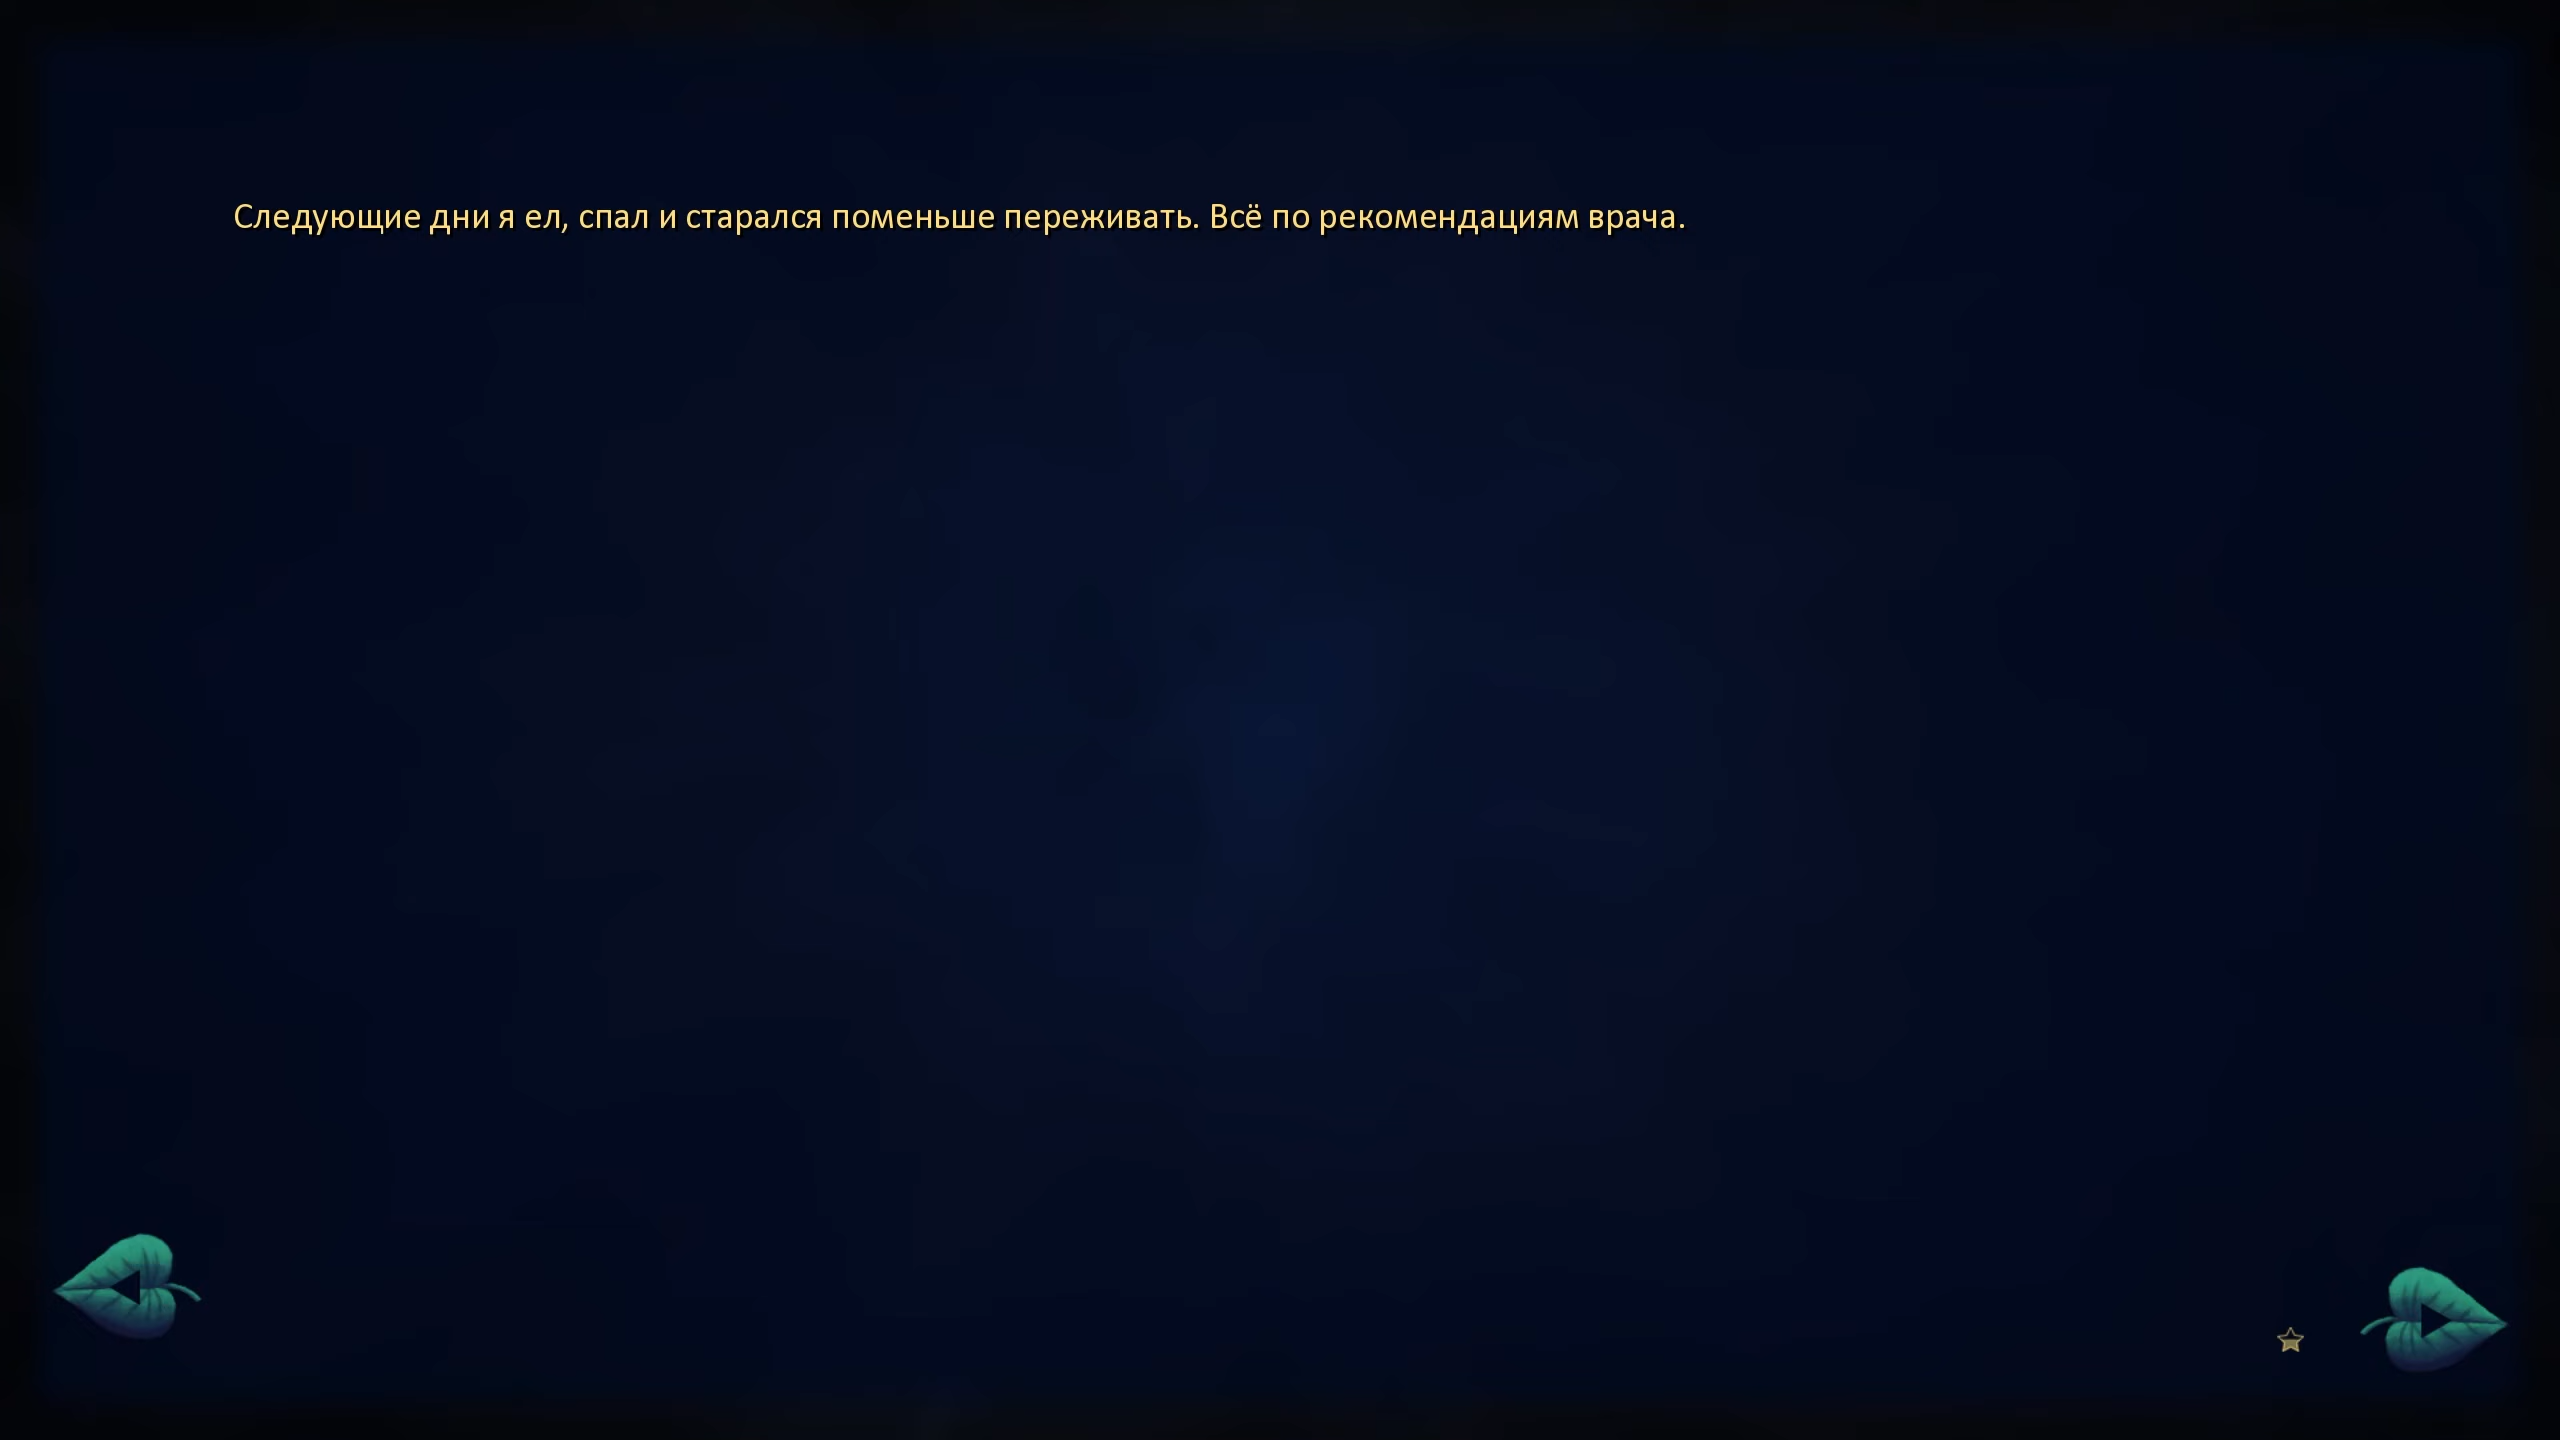 Следующие дни я ел, спал и старался поменьше переживать. Всё по рекомендациям врача.